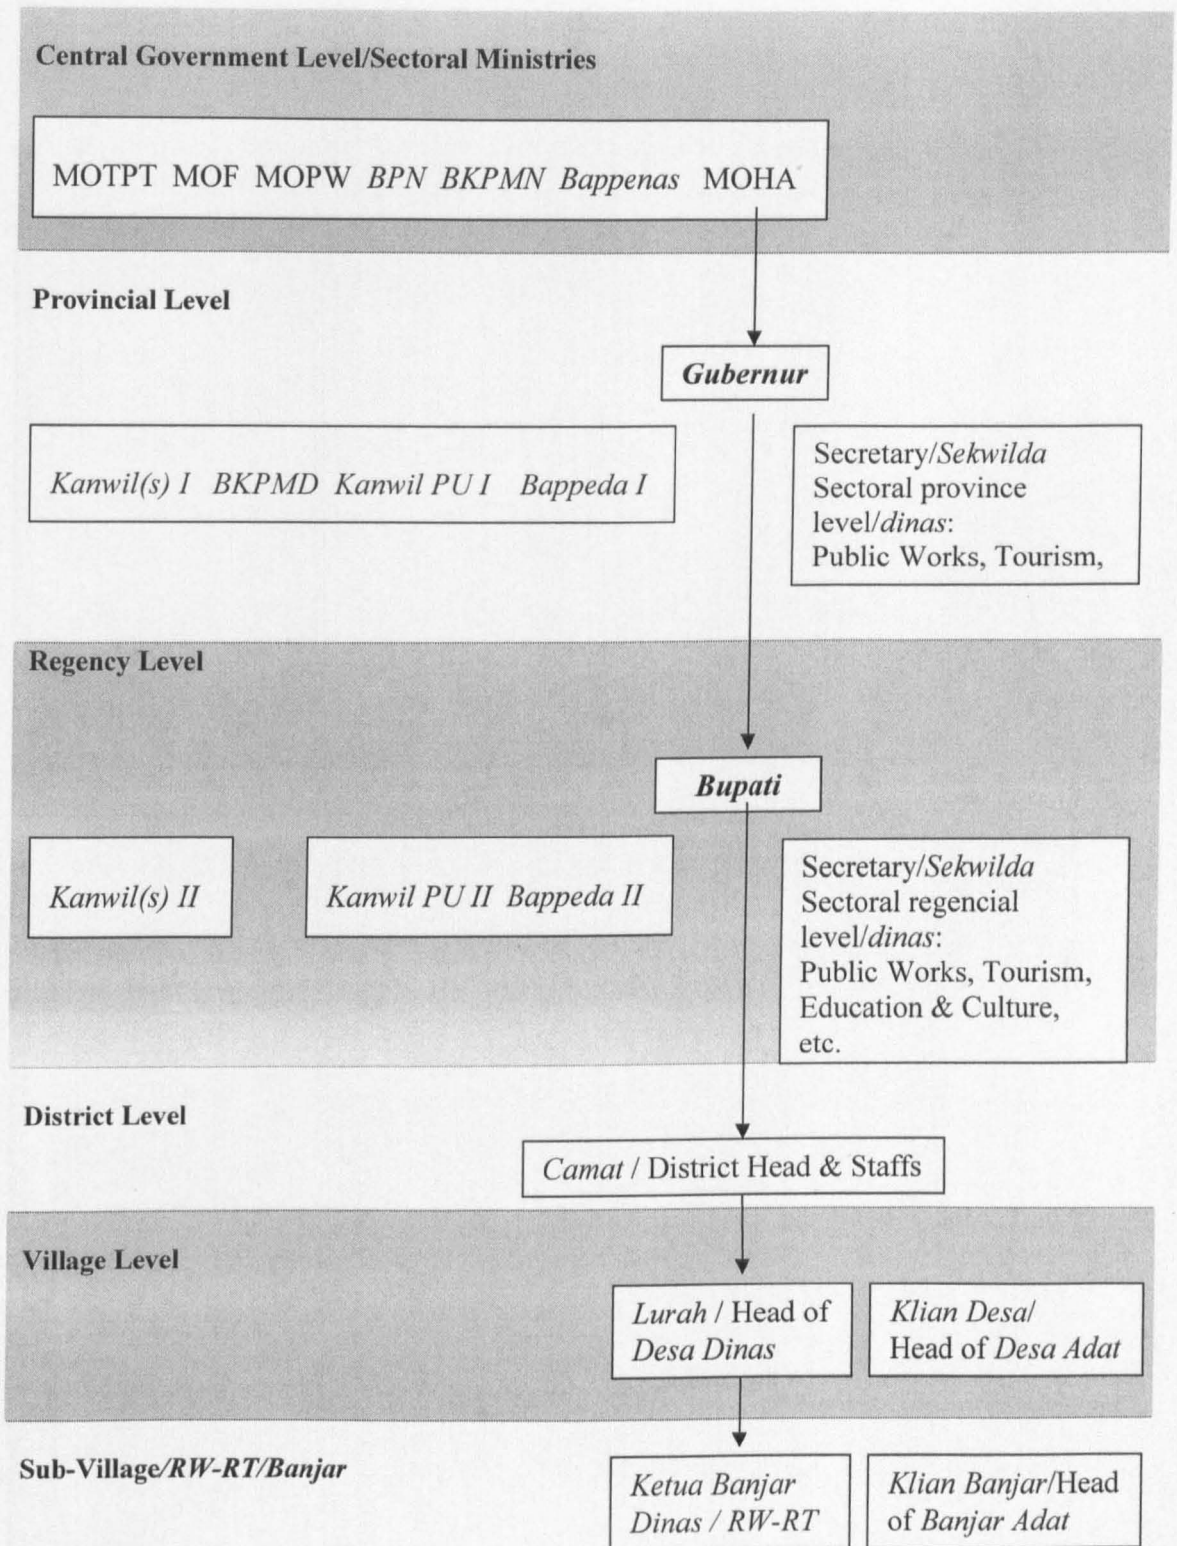 Central Government Level/Sectoral Ministries
MOTPT MOF MOPW BPN BKPMN Bappenas MOHA
Provincial Level
Gubernur
Kanwil(s) I BKPMD Kanwil PU I Bappeda I
Secretary/Sekwilda
Sectoral province
level/dinas:
Public Works, Tourism,
Regency Level
Bupati
Kanwil(s) II
Kanwil PU II Bappeda II
Secretary/Sekwilda
Sectoral regencial
level/dinas:
Public Works, Tourism,
Education & Culture,
etc.
District Level
Camat / District Head & Staffs
Village Level
Lurah / Head of
Desa Dinas
Klian Desa/
Head of Desa Adat
Sub-Village/RW-RT/Banjar
Ketua Banjar
Dinas / RW-RT
Klian Banjar/Head
of Banjar Adat